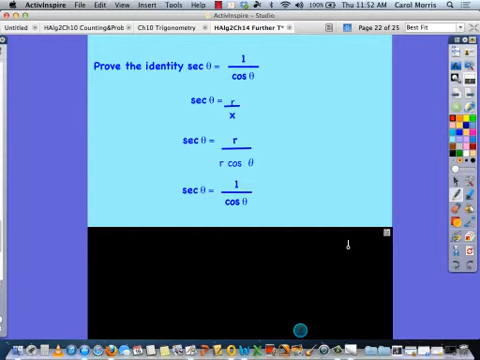 ActivInspire File Edit View Insert Tools Help
ActivInspire – Studio
100%
Thu 11:52 AM Carol Morris
Untitled
HAlg2Ch10 Counting&Prob
Ch10 Trigonometry
HAlg2Ch14 Further T*
Page 22 of 25
Best Fit
Prove the identity sec θ = 1
cos θ
sec θ = r
x
sec θ = r
r cos θ
sec θ = 1
cos θ